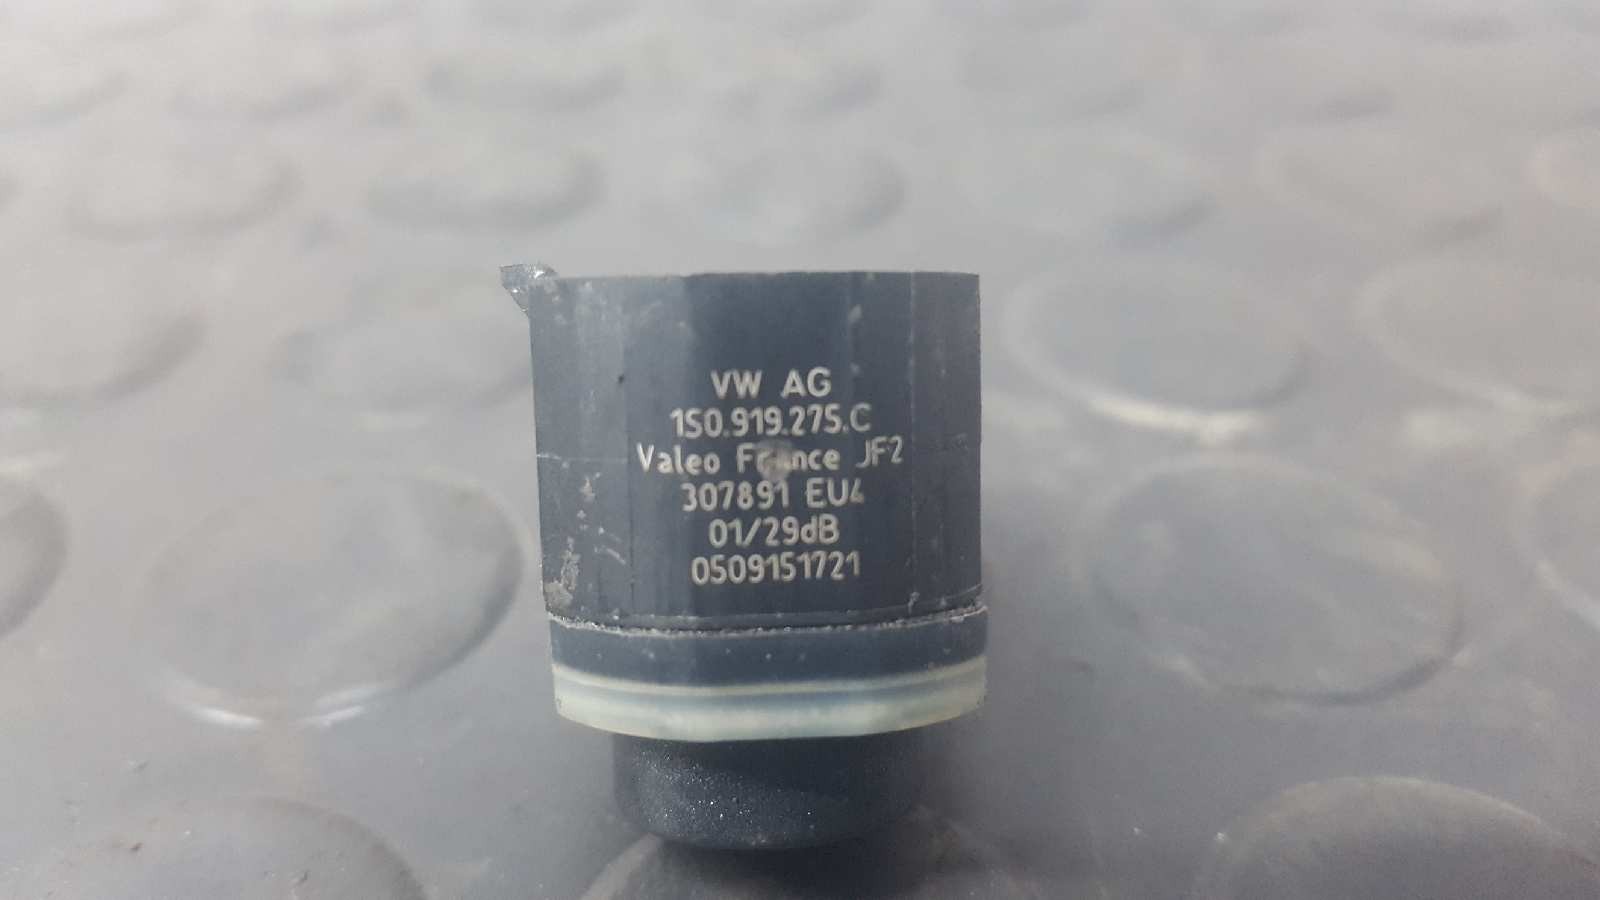 VW AG
1S0.919.275.C
Valeo France JF2
307891 EU4
01/29dB
0509151721